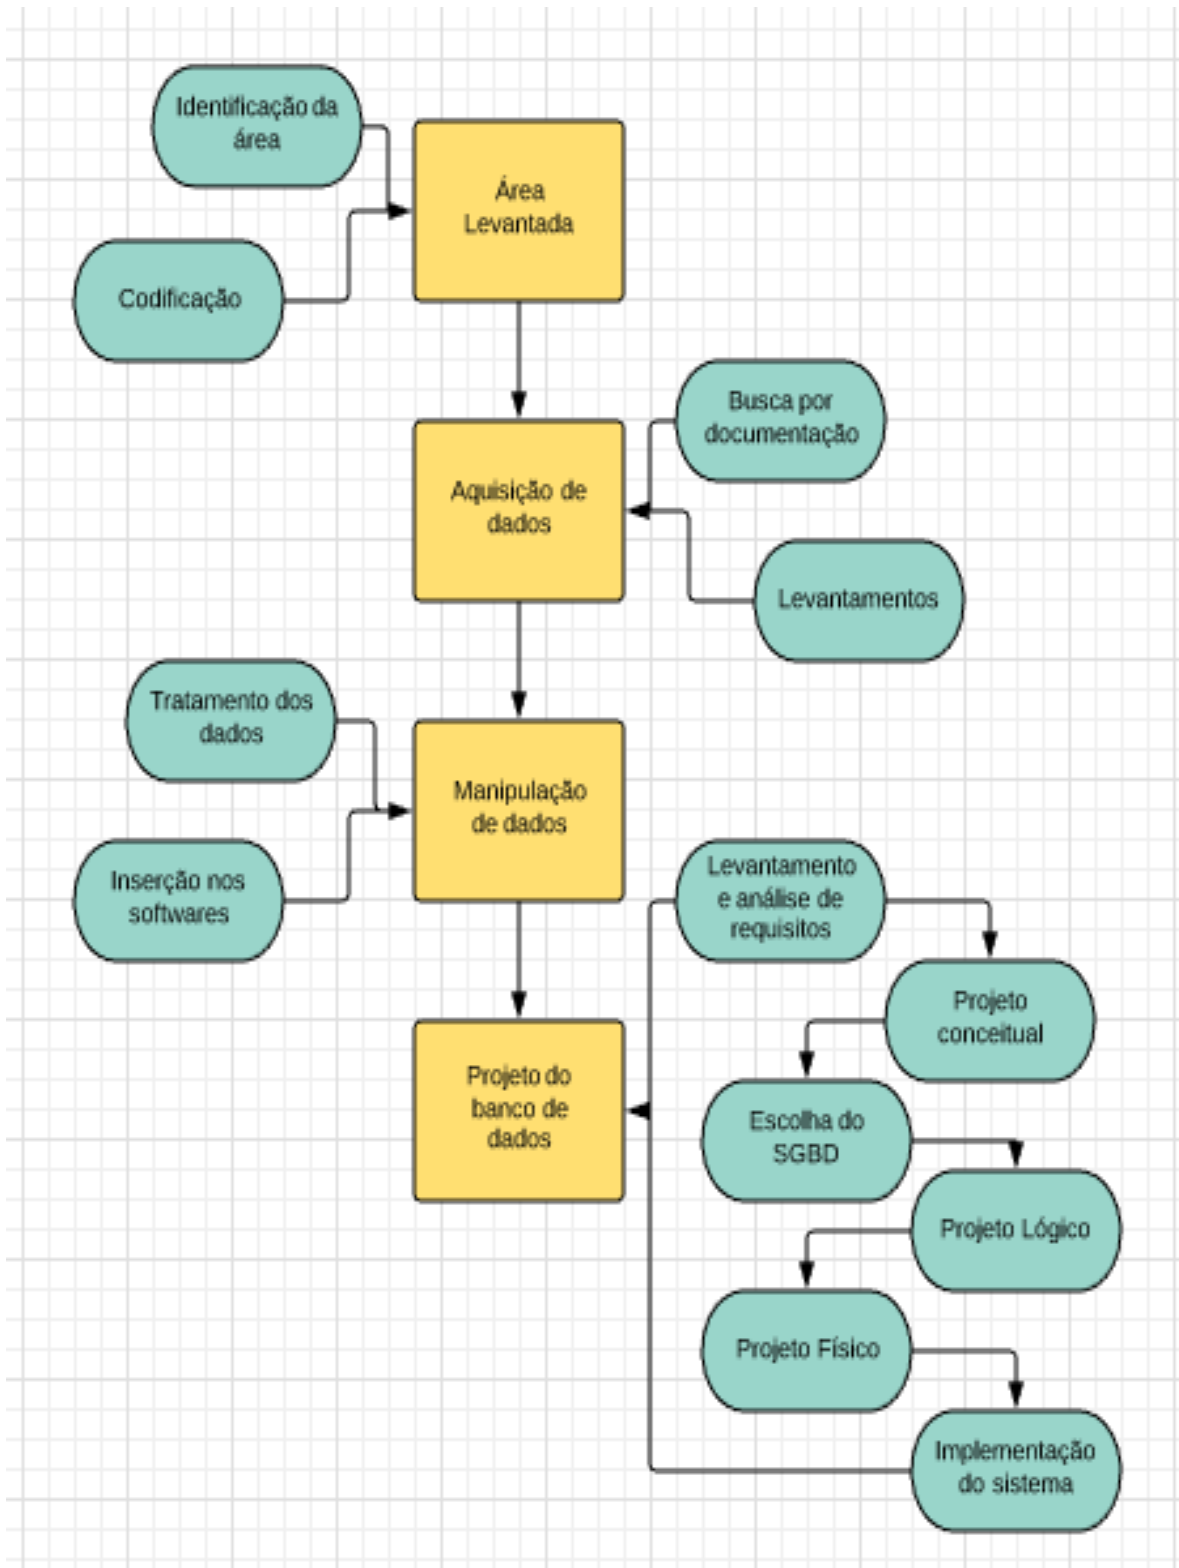 Identificação da
área
Área
Levantada
Codificação
Busca por
documentação
Aquisição de
dados
Levantamentos
Tratamento dos
dados
Manipulação
de dados
Inserção nos
softwares
Levantamento
e análise de
requisitos
Projeto
conceitual
Projeto do
banco de
dados
Escolha do
SGBD
Projeto Lógico
Projeto Físico
Implementação
do sistema